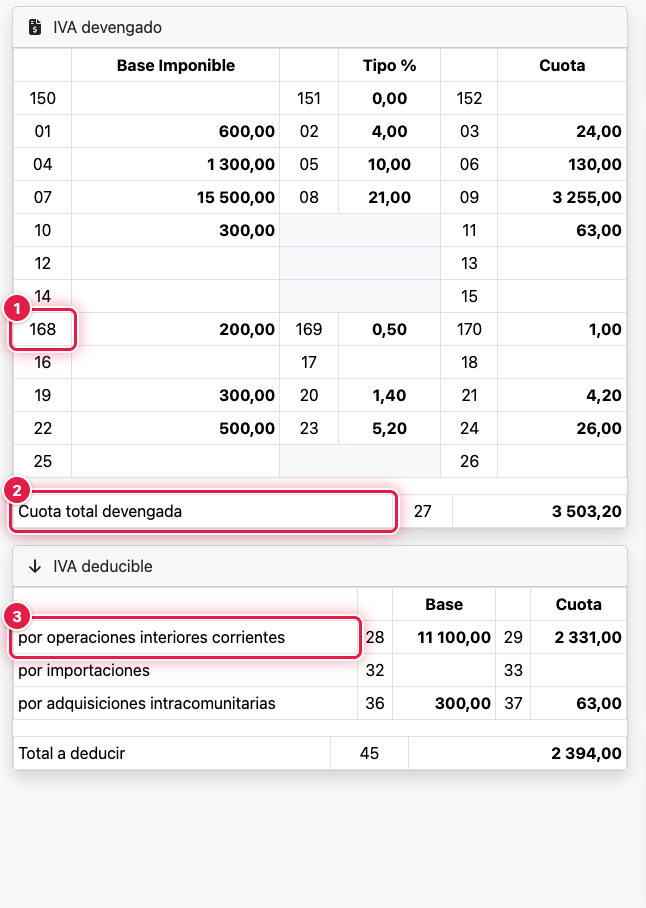 IVA devengado
Base Imponible Tipo % Cuota
150 151 0,00 152
01 600,00 02 4,00 03 24,00
04 1 300,00 05 10,00 06 130,00
07 15 500,00 08 21,00 09 3 255,00
10 300,00 11 63,00
12 13
14 15
1
168 200,00 169 0,50 170 1,00
16 17 18
19 300,00 20 1,40 21 4,20
22 500,00 23 5,20 24 26,00
25 26
2
Cuota total devengada 27 3 503,20
IVA deducible
Base Cuota
3
por operaciones interiores corrientes 28 11 100,00 29 2 331,00
por importaciones 32 33
por adquisiciones intracomunitarias 36 300,00 37 63,00
Total a deducir 45 2 394,00